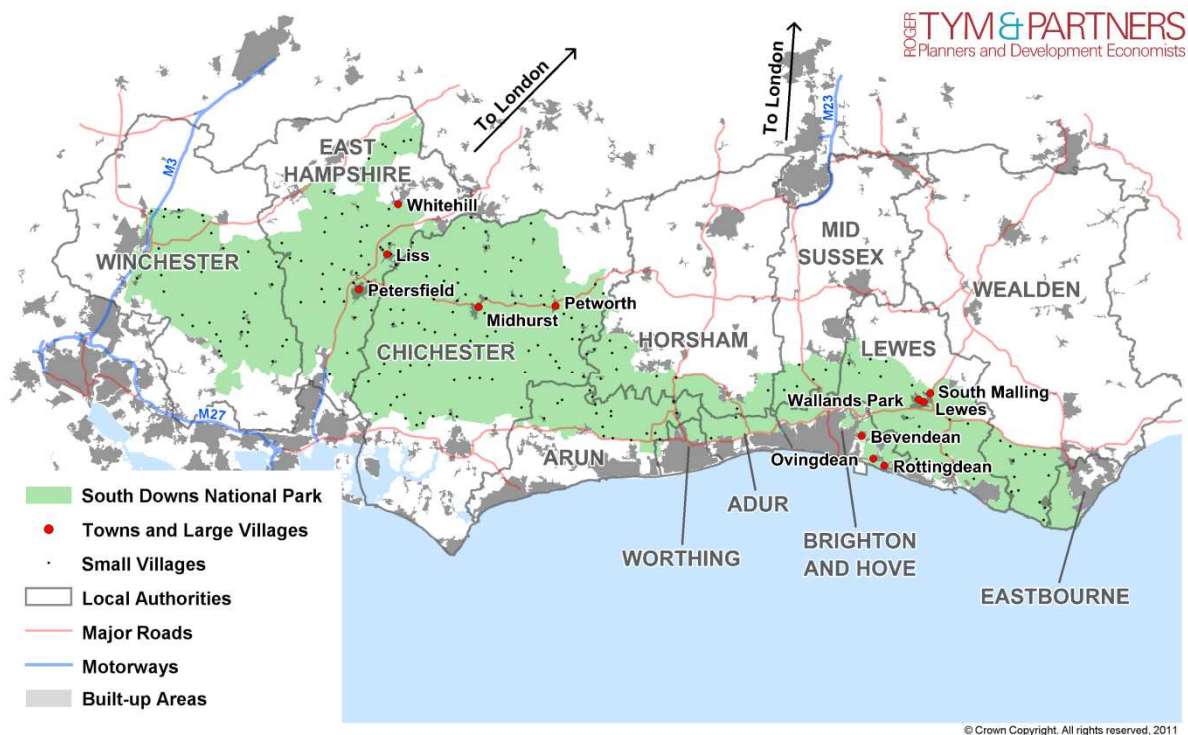 ROGER
TYM & PARTNERS
Planners and Development Economists
To London
To London
M23
M3
EAST
HAMPSHIRE
Whitehill
MID
SUSSEX
WINCHESTER
Liss
WEALDEN
Petersfield
Petworth
Midhurst
HORSHAM
CHICHESTER
LEWES
South Malling
Wallands Park
Lewes
M27
Bevendean
ARUN
Ovingdean
Rottingdean
ADUR
WORTHING
BRIGHTON
AND HOVE
EASTBOURNE
South Downs National Park
Towns and Large Villages
Small Villages
Local Authorities
Major Roads
Motorways
Built-up Areas
© Crown Copyright. All rights reserved, 2011